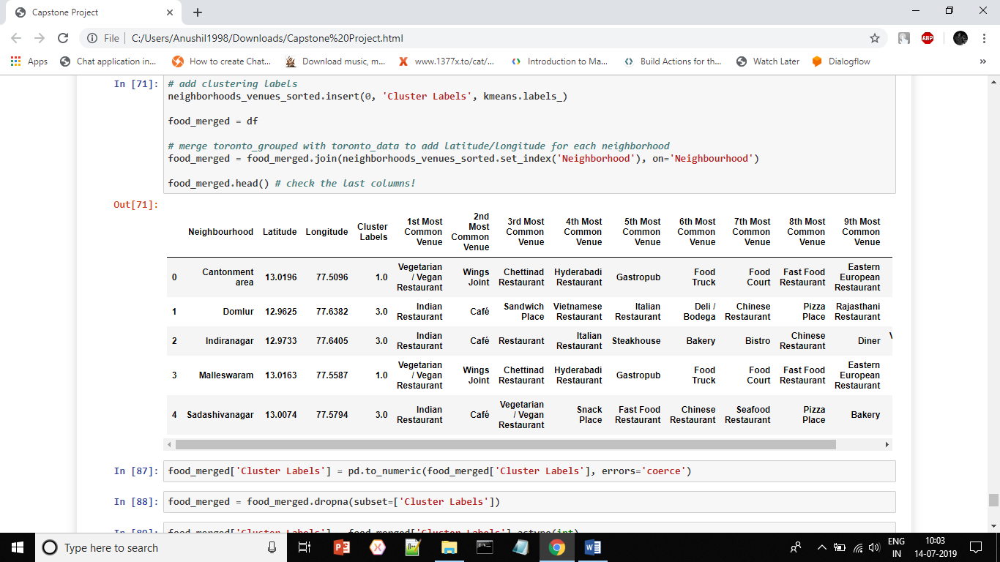 Capstone Project
File | C:/Users/Anushil1998/Downloads/Capstone%20Project.html
ABP
Apps Chat application in... How to create Chat... Download music, m... www.1377x.to/cat/... Introduction to Ma... Build Actions for th... Watch Later Dialogflow »
In [71]: # add clustering labels
neighborhoods_venues_sorted.insert(0, 'Cluster Labels', kmeans.labels_)
food_merged = df
# merge toronto_grouped with toronto_data to add latitude/longitude for each neighborhood
food_merged = food_merged.join(neighborhoods_venues_sorted.set_index('Neighborhood'), on='Neighbourhood')
food_merged.head() # check the last columns!
Out[71]:
Neighbourhood Latitude Longitude Cluster Labels 1st Most Common Venue 2nd Most Common Venue 3rd Most Common Venue 4th Most Common Venue 5th Most Common Venue 6th Most Common Venue 7th Most Common Venue 8th Most Common Venue 9th Most Common Venue
0 Cantonment area 13.0196 77.5096 1.0 Vegetarian / Vegan Restaurant Wings Joint Chettinad Restaurant Hyderabadi Restaurant Gastropub Food Truck Food Court Fast Food Restaurant Eastern European Restaurant
1 Domlur 12.9625 77.6382 3.0 Indian Restaurant Café Sandwich Place Vietnamese Restaurant Italian Restaurant Deli / Bodega Chinese Restaurant Pizza Place Rajasthani Restaurant
2 Indiranagar 12.9733 77.6405 3.0 Indian Restaurant Café Restaurant Italian Restaurant Steakhouse Bakery Bistro Chinese Restaurant Diner
3 Malleswaram 13.0163 77.5587 1.0 Vegetarian / Vegan Restaurant Wings Joint Chettinad Restaurant Hyderabadi Restaurant Gastropub Food Truck Food Court Fast Food Restaurant Eastern European Restaurant
4 Sadashivanagar 13.0074 77.5794 3.0 Indian Restaurant Café Vegetarian / Vegan Restaurant Snack Place Fast Food Restaurant Chinese Restaurant Seafood Restaurant Pizza Place Bakery
In [87]: food_merged['Cluster Labels'] = pd.to_numeric(food_merged['Cluster Labels'], errors='coerce')
In [88]: food_merged = food_merged.dropna(subset=['Cluster Labels'])
In [89]: food_merged['Cluster Labels'] = food_merged['Cluster Labels'].astype(int)
Type here to search
ENG
IN
10:03
14-07-2019